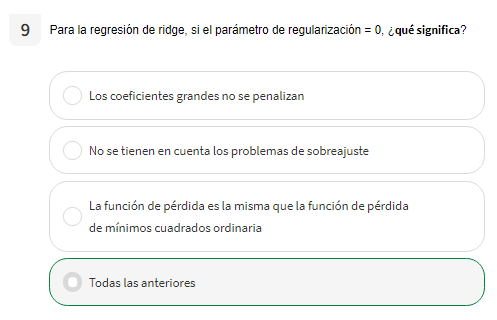 9 Para la regresión de ridge, si el parámetro de regularización = 0, ¿qué significa?
Los coeficientes grandes no se penalizan
No se tienen en cuenta los problemas de sobreajuste
La función de pérdida es la misma que la función de pérdida
de mínimos cuadrados ordinaria
Todas las anteriores